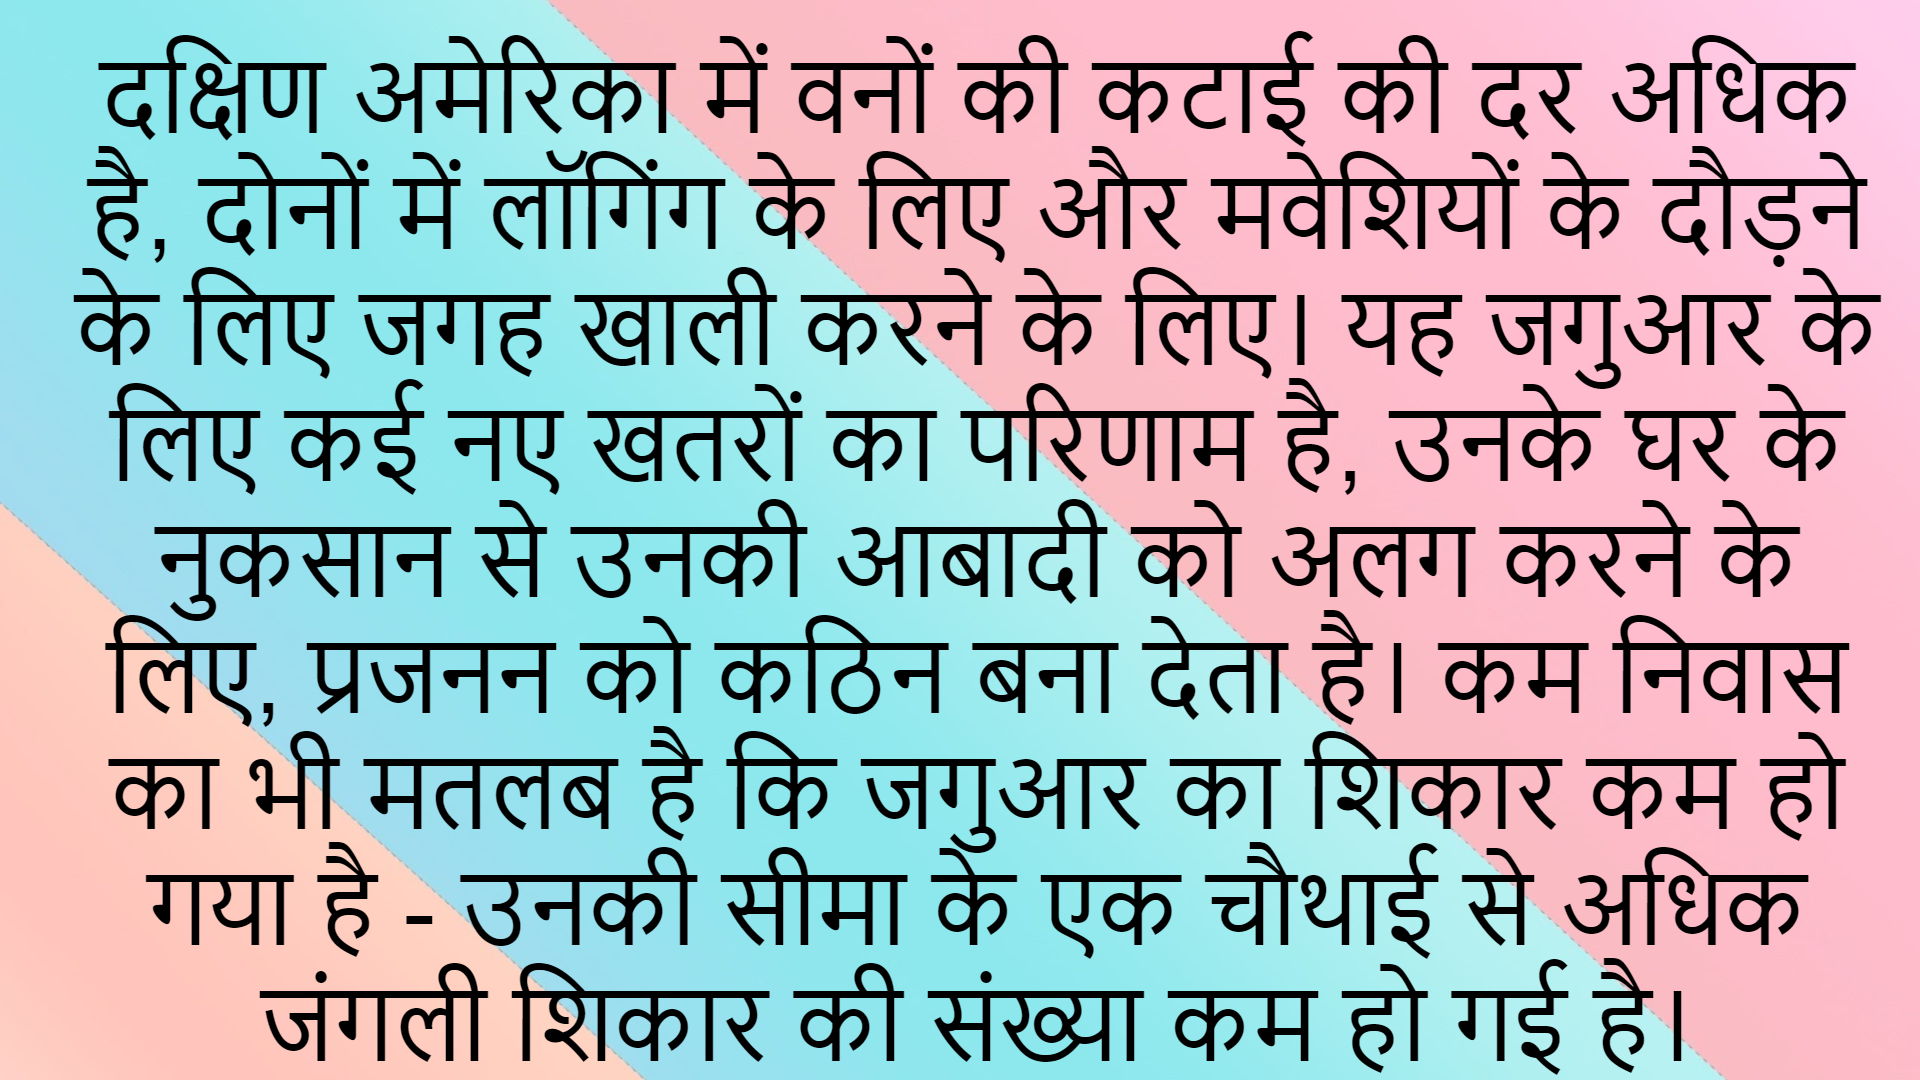 दक्षिण अमेरिका में वनों की कटाई की दर अधिक
है, दोनों में लॉगिंग के लिए और मवेशियों के दौड़ने
के लिए जगह खाली करने के लिए। यह जगुआर के
लिए कई नए खतरों का परिणाम है, उनके घर के
नुकसान से उनकी आबादी को अलग करने के
लिए, प्रजनन को कठिन बना देता है। कम निवास
का भी मतलब है कि जगुआर का शिकार कम हो
गया है - उनकी सीमा के एक चौथाई से अधिक
जंगली शिकार की संख्या कम हो गई है।